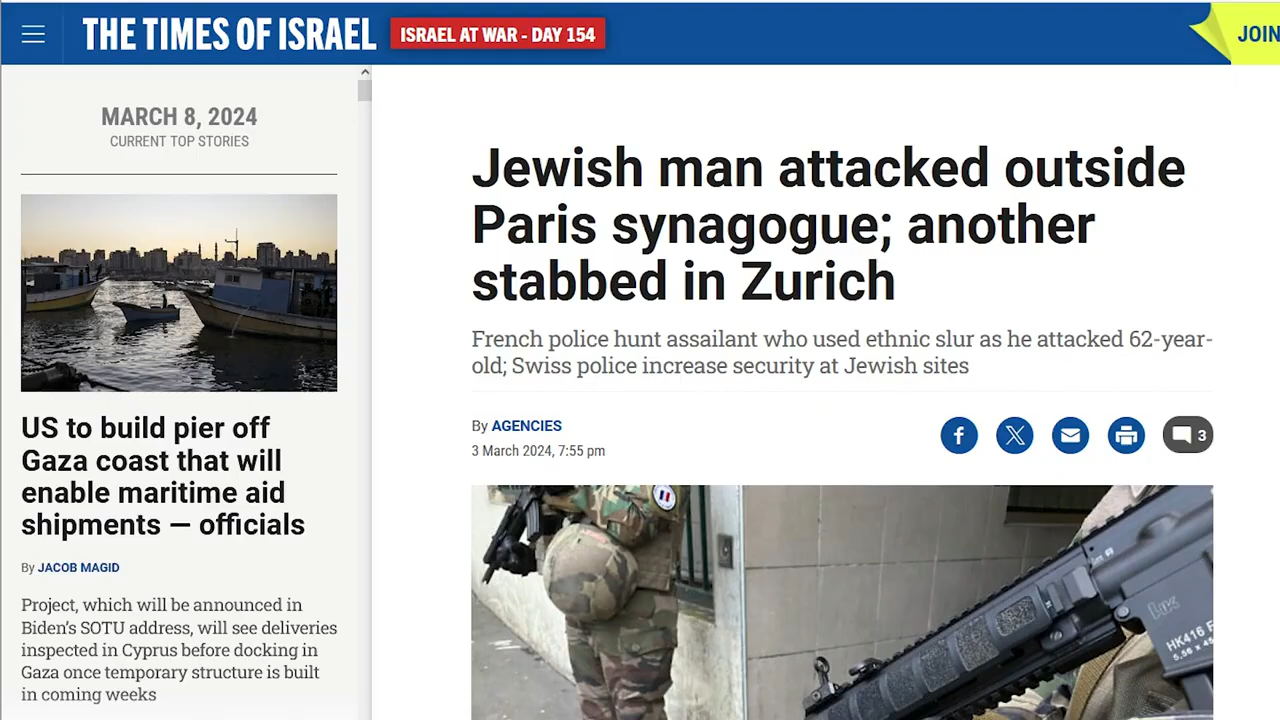 THE TIMES OF ISRAEL
ISRAEL AT WAR - DAY 154
JOIN
MARCH 8, 2024
CURRENT TOP STORIES
US to build pier off
Gaza coast that will
enable maritime aid
shipments — officials
By JACOB MAGID
Project, which will be announced in
Biden's SOTU address, will see deliveries
inspected in Cyprus before docking in
Gaza once temporary structure is built
in coming weeks
Jewish man attacked outside
Paris synagogue; another
stabbed in Zurich
French police hunt assailant who used ethnic slur as he attacked 62-year-
old; Swiss police increase security at Jewish sites
By AGENCIES
3 March 2024, 7:55 pm
f
3
HK416 F
5,56 x 45